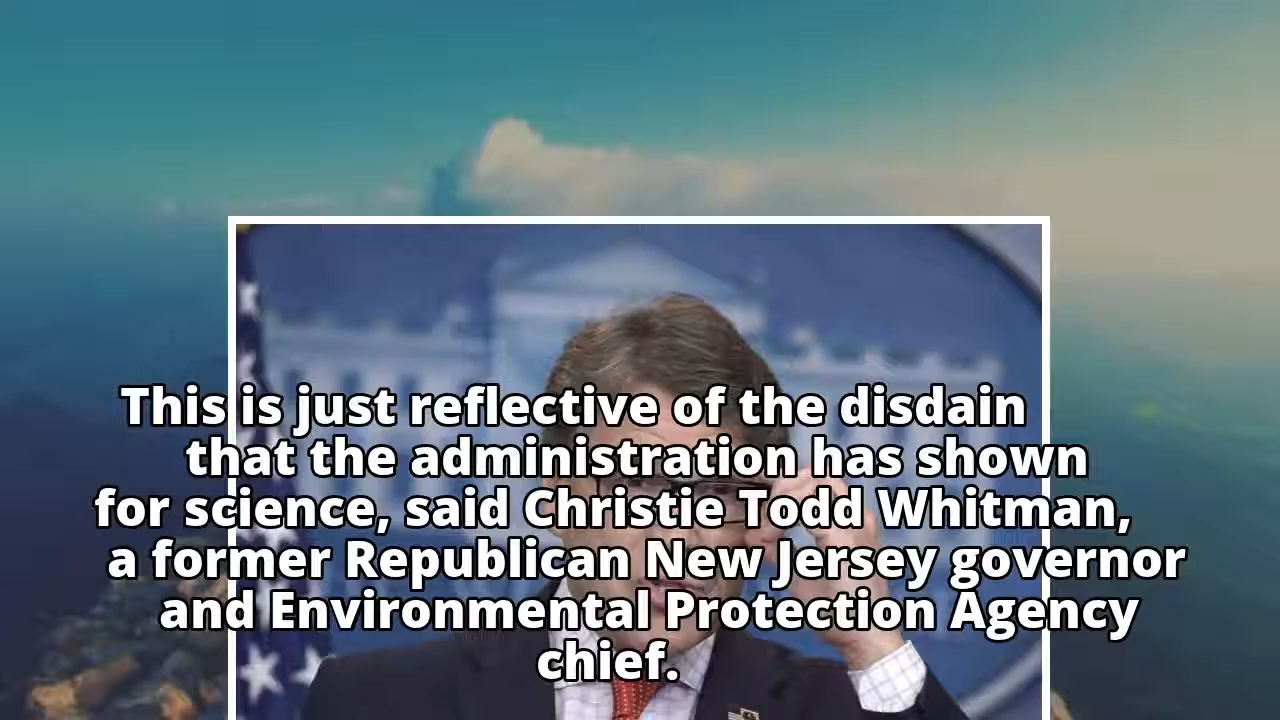 This is just reflective of the disdain
that the administration has shown
for science, said Christie Todd Whitman,
a former Republican New Jersey governor
and Environmental Protection Agency
chief.